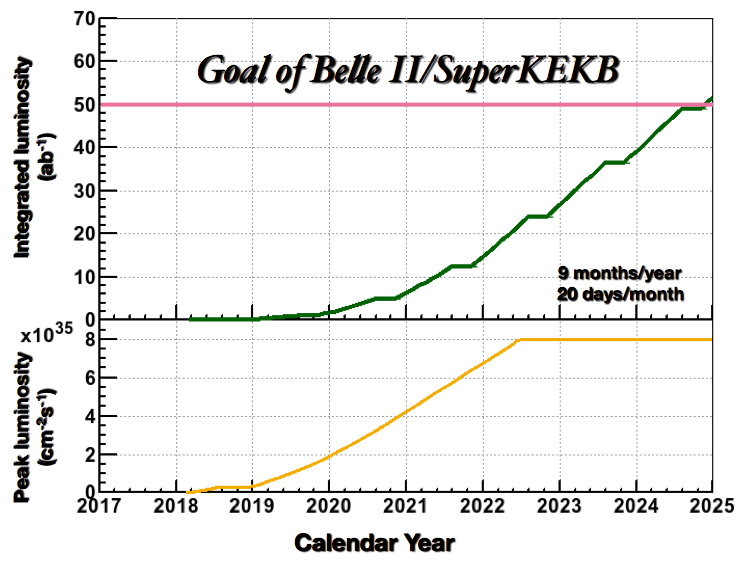 Goal of Belle II/SuperKEKB
Integrated luminosity
(ab⁻¹)
70
60
50
40
30
20
10
0
9 months/year
20 days/month
x10³⁵
Peak luminosity
(cm⁻²s⁻¹)
8
6
4
2
0
2017 2018 2019 2020 2021 2022 2023 2024 2025
Calendar Year